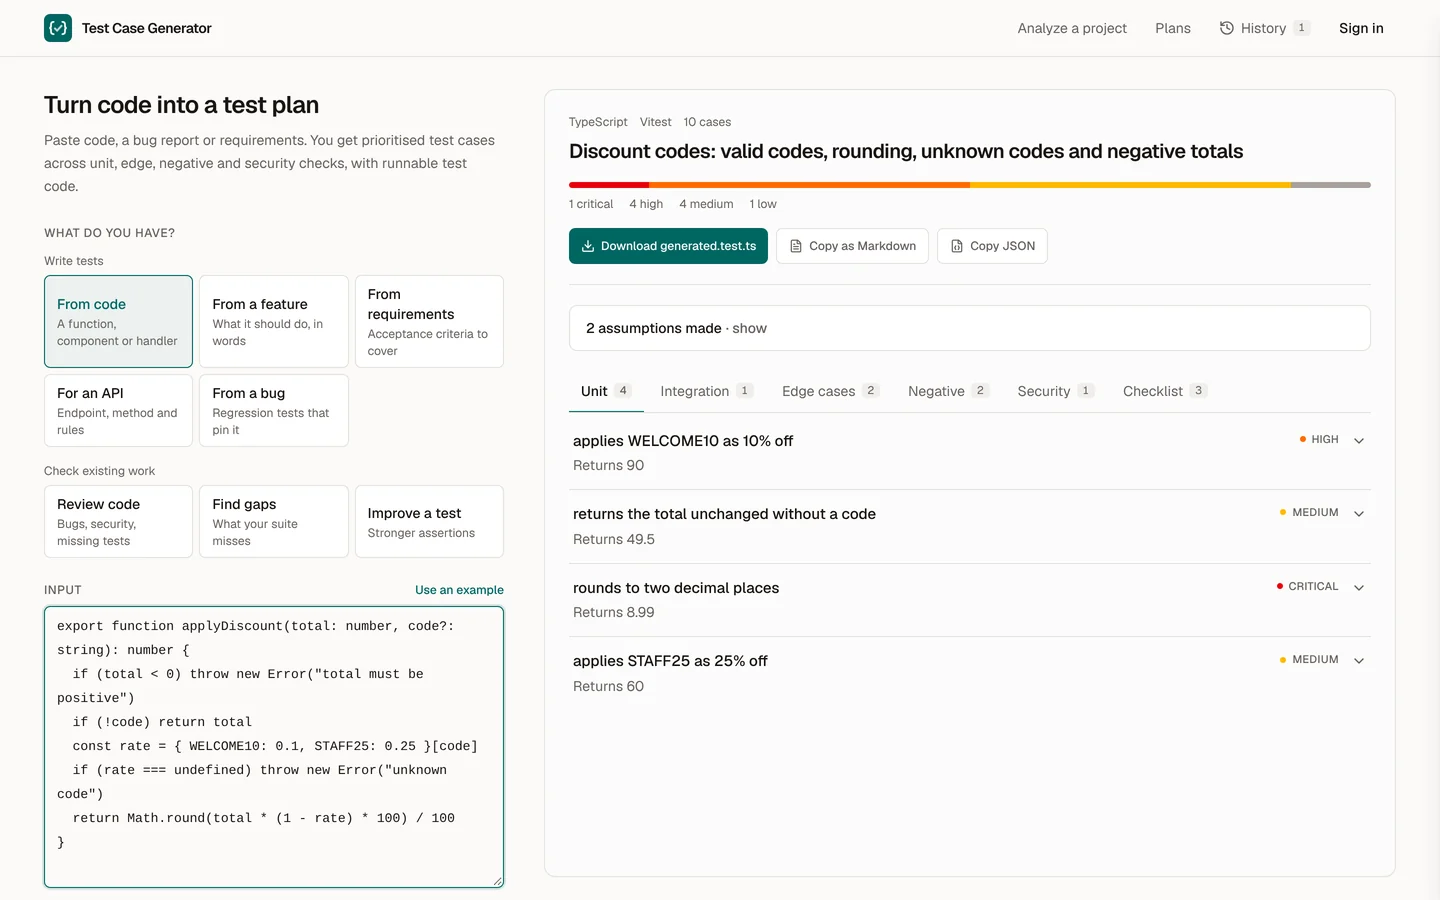 Test Case Generator
Analyze a project
Plans
History 1
Sign in
Turn code into a test plan
Paste code, a bug report or requirements. You get prioritised test cases
across unit, edge, negative and security checks, with runnable test
code.
WHAT DO YOU HAVE?
Write tests
From code
A function,
component or handler
From a feature
What it should do, in
words
From
requirements
Acceptance criteria to
cover
For an API
Endpoint, method and
rules
From a bug
Regression tests that
pin it
Check existing work
Review code
Bugs, security,
missing tests
Find gaps
What your suite
misses
Improve a test
Stronger assertions
INPUT
Use an example
export function applyDiscount(total: number, code?:
string): number {
  if (total < 0) throw new Error("total must be
positive")
  if (!code) return total
  const rate = { WELCOME10: 0.1, STAFF25: 0.25 }[code]
  if (rate === undefined) throw new Error("unknown
code")
  return Math.round(total * (1 - rate) * 100) / 100
}
TypeScript Vitest 10 cases
Discount codes: valid codes, rounding, unknown codes and negative totals
1 critical 4 high 4 medium 1 low
Download generated.test.ts
Copy as Markdown
Copy JSON
2 assumptions made · show
Unit 4
Integration 1
Edge cases 2
Negative 2
Security 1
Checklist 3
applies WELCOME10 as 10% off
HIGH
Returns 90
returns the total unchanged without a code
MEDIUM
Returns 49.5
rounds to two decimal places
CRITICAL
Returns 8.99
applies STAFF25 as 25% off
MEDIUM
Returns 60